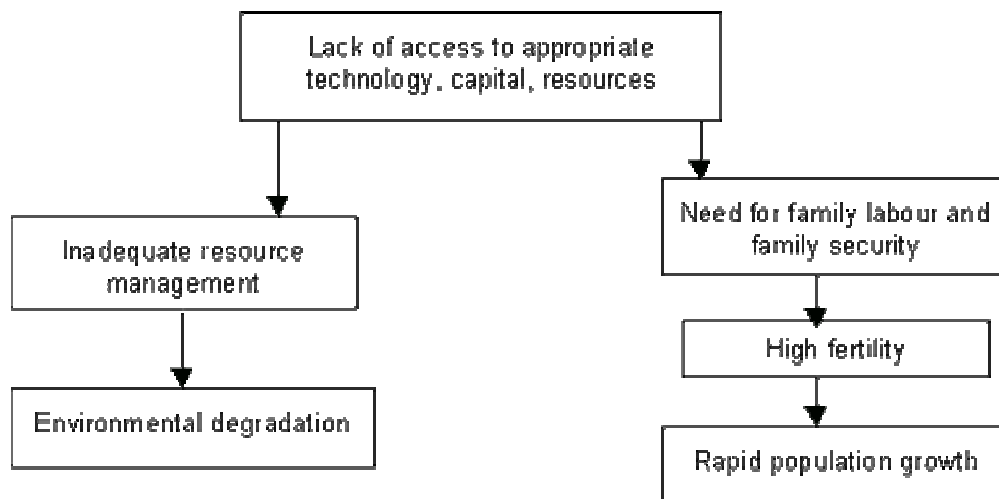 Lack of access to appropriate
technology, capital, resources
Inadequate resource
management
Environmental degradation
Need for family labour and
family security
High fertility
Rapid population growth